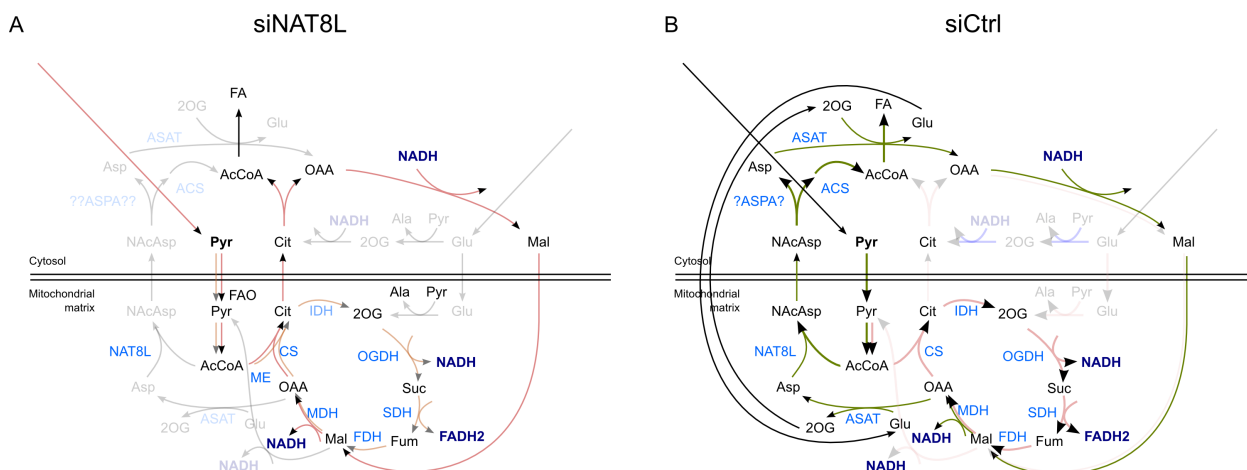 A
siNAT8L
B
siCtrl
FA
2OG
Glu
ASAT
NADH
Asp
ACS
AcCoA
OAA
??ASPA??
NADH
Ala
Pyr
NAcAsp
Pyr
Cit
2OG
Glu
Mal
Cytosol
Mitochondrial
matrix
FAO
NAcAsp
Pyr
Cit
IDH
2OG
Ala
Pyr
Glu
NAT8L
AcCoA
CS
OGDH
NADH
ME
Asp
OAA
Suc
ASAT
MDH
SDH
2OG
Glu
NADH
Mal
FDH
Fum
FADH2
NADH
2OG
FA
Glu
ASAT
NADH
Asp
ACS
AcCoA
OAA
?ASPA?
NADH
Ala
Pyr
NAcAsp
Pyr
Cit
2OG
Glu
Mal
Cytosol
Mitochondrial
matrix
NAcAsp
Pyr
Cit
IDH
2OG
Ala
Pyr
Glu
NAT8L
AcCoA
CS
OGDH
NADH
Asp
OAA
Suc
ASAT
MDH
SDH
2OG
Glu
NADH
Mal
FDH
Fum
FADH2
NADH